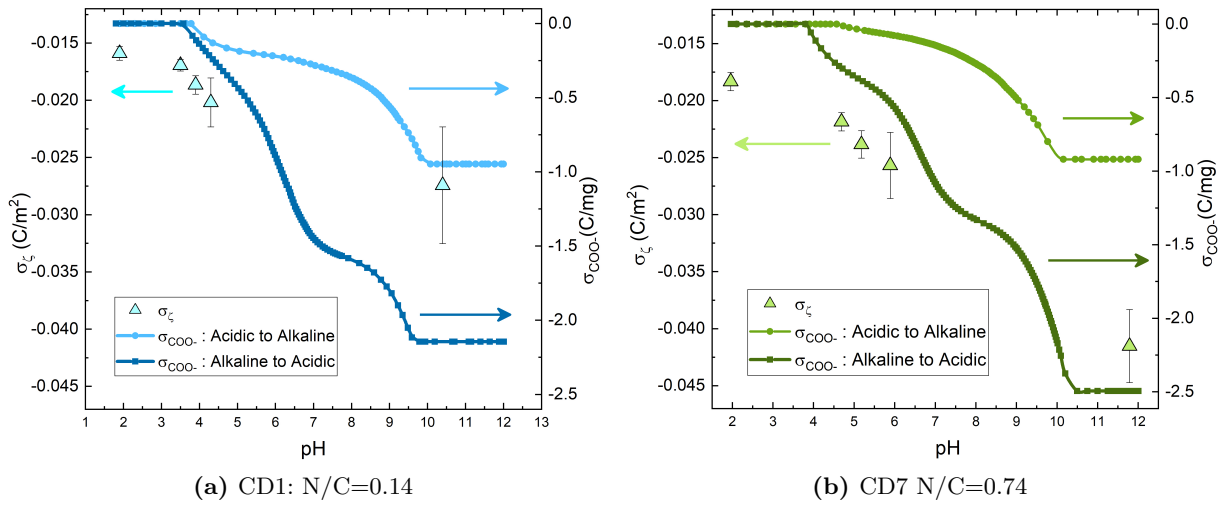 -0.013
-0.020
-0.025
-0.030
-0.035
-0.040
-0.045
σζ (C/m²)
0.0
-0.5
-1.0
-1.5
-2.0
-2.5
σCOO- (C/mg)
σζ
σCOO- : Acidic to Alkaline
σCOO- : Alkaline to Acidic
1 2 3 4 5 6 7 8 9 10 11 12 13
pH
(a) CD1: N/C=0.14
-0.013
-0.020
-0.025
-0.030
-0.035
-0.040
-0.045
σζ (C/m²)
0.0
-0.5
-1.0
-1.5
-2.0
-2.5
σCOO-(C/mg)
σζ
σCOO- : Acidic to Alkaline
σCOO- : Alkaline to Acidic
2 3 4 5 6 7 8 9 10 11 12
pH
(b) CD7 N/C=0.74